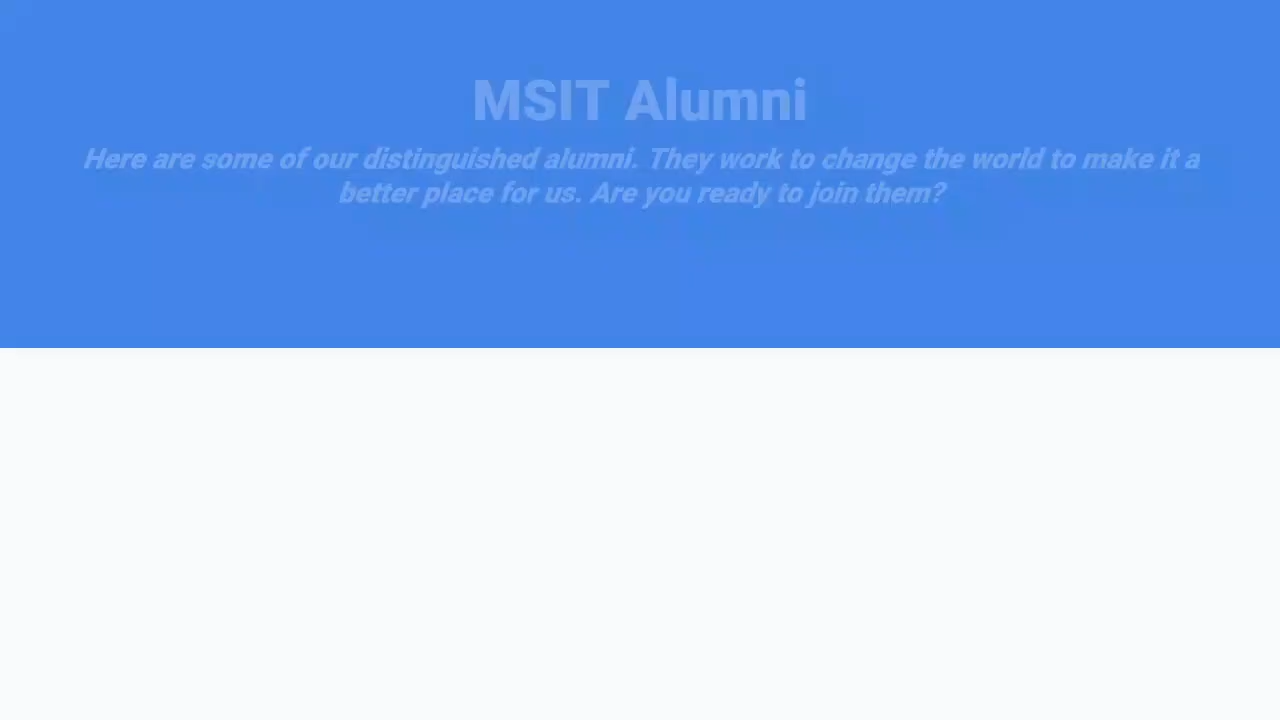 MSIT Alumni
Here are some of our distinguished alumni. They work to change the world to make it a
better place for us. Are you ready to join them?